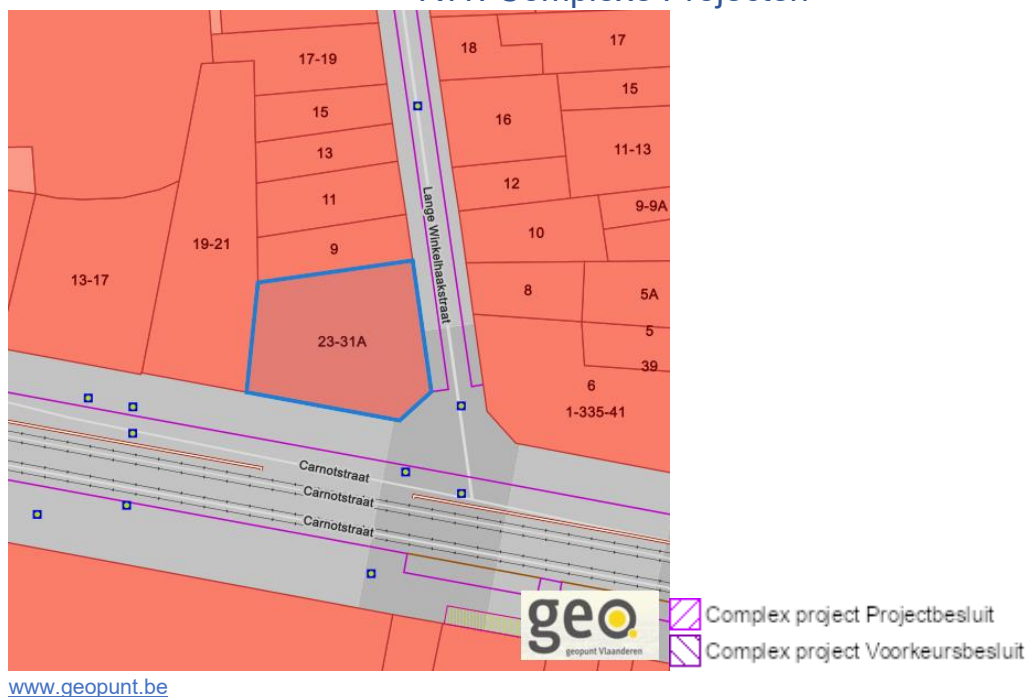 17-19
18
17
15
15
16
13
11-13
12
11
9-9A
Lange Winkelhaakstraat
10
19-21
9
13-17
8
5A
23-31A
5
39
6
1-335-41
Carnotstraat
Carnotstraat
Carnotstraat
geo.
geopunt Vlaanderen
Complex project Projectbesluit
Complex project Voorkeursbesluit
www.geopunt.be